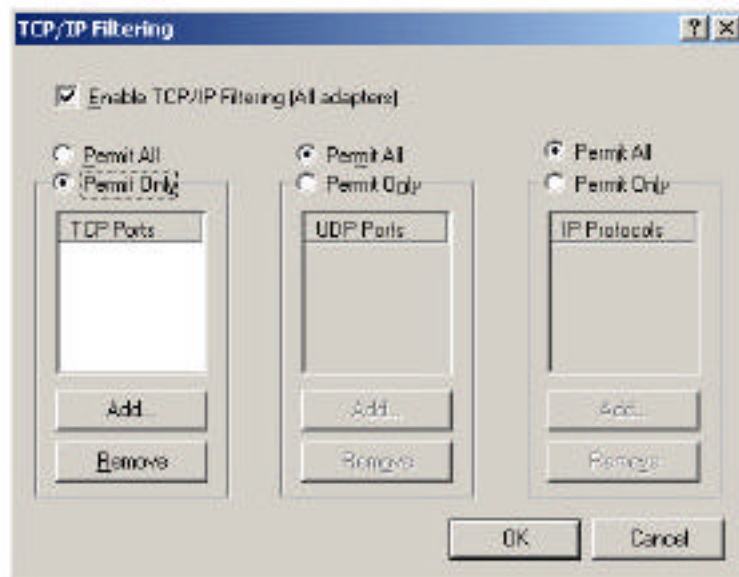 TCP/IP Filtering
Enable TCP/IP Filtering (All adapters)
Permit All
Permit Only
TCP Ports
Add...
Remove
Permit All
Permit Only
UDP Ports
Add...
Remove
Permit All
Permit Only
IP Protocols
Add...
Remove
OK
Cancel